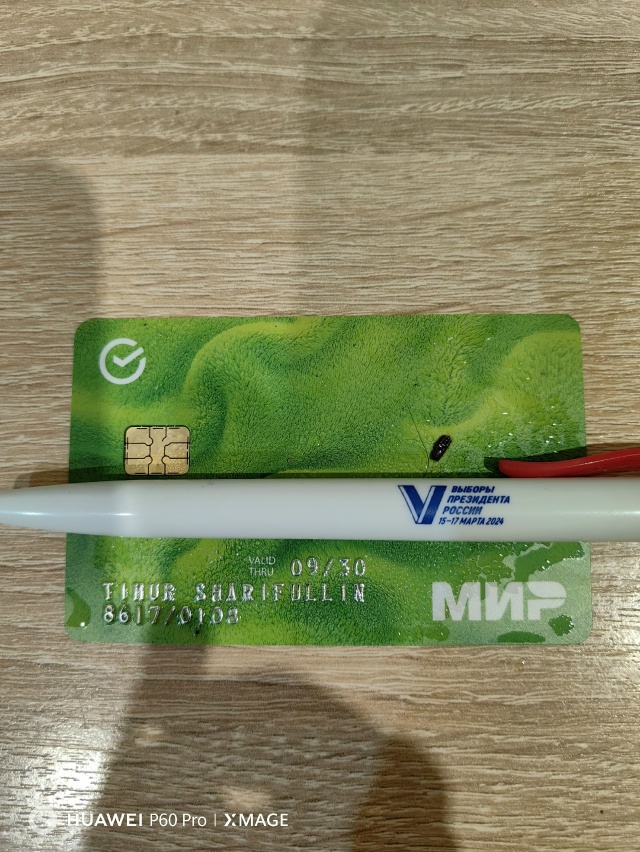 ВЫБОРЫ
ПРЕЗИДЕНТА
РОССИИ
15-17 МАРТА 2024
VALID
THRU 09/30
TIMUR SHARIFULLIN
8617/0108
МИР
HUAWEI P60 Pro | XMAGE